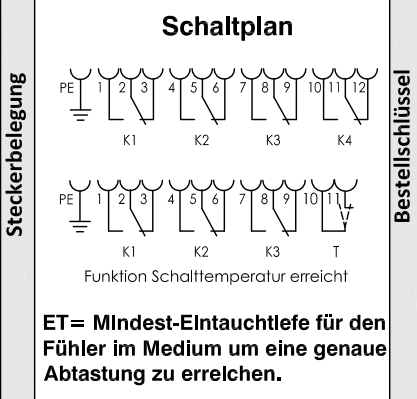 Schaltplan
Steckerbelegung
PE 1 2 3 4 5 6 7 8 9 10 11 12
K1 K2 K3 K4
PE 1 2 3 4 5 6 7 8 9 10 11
K1 K2 K3 T
Funktion Schalttemperatur erreicht
ET= MIndest-EIntauchtIefe für den
Fühler im Medium um eine genaue
Abtastung zu erreIchen.
Bestellschlüssel